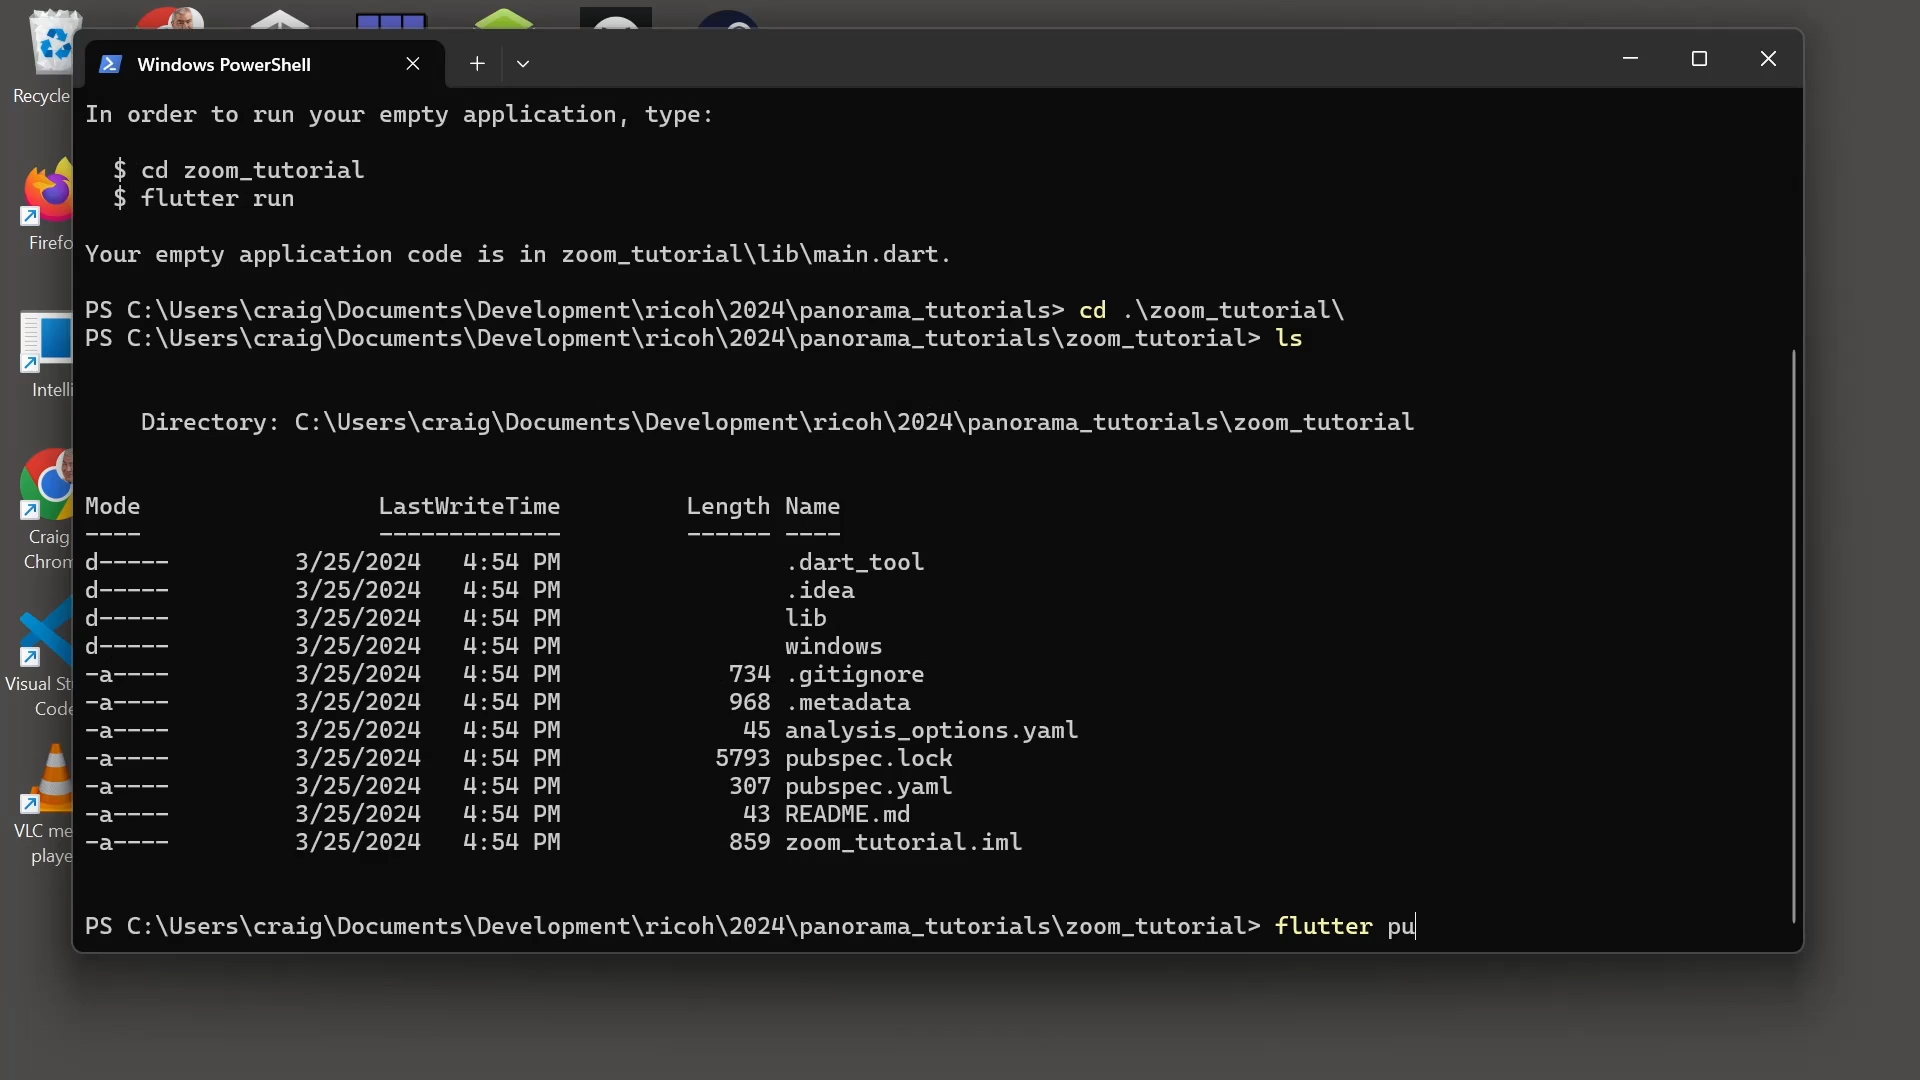 Windows PowerShell
In order to run your empty application, type:
$ cd zoom_tutorial
$ flutter run
Your empty application code is in zoom_tutorial\lib\main.dart.
PS C:\Users\craig\Documents\Development\ricoh\2024\panorama_tutorials> cd .\zoom_tutorial\
PS C:\Users\craig\Documents\Development\ricoh\2024\panorama_tutorials\zoom_tutorial> ls
Directory: C:\Users\craig\Documents\Development\ricoh\2024\panorama_tutorials\zoom_tutorial
Mode LastWriteTime Length Name
---- ------------- ------ ----
d----- 3/25/2024 4:54 PM .dart_tool
d----- 3/25/2024 4:54 PM .idea
d----- 3/25/2024 4:54 PM lib
d----- 3/25/2024 4:54 PM windows
-a---- 3/25/2024 4:54 PM 734 .gitignore
-a---- 3/25/2024 4:54 PM 968 .metadata
-a---- 3/25/2024 4:54 PM 45 analysis_options.yaml
-a---- 3/25/2024 4:54 PM 5793 pubspec.lock
-a---- 3/25/2024 4:54 PM 307 pubspec.yaml
-a---- 3/25/2024 4:54 PM 43 README.md
-a---- 3/25/2024 4:54 PM 859 zoom_tutorial.iml
PS C:\Users\craig\Documents\Development\ricoh\2024\panorama_tutorials\zoom_tutorial> flutter pu
Recycle
Firefo
Intelli
Craig
Chrom
Visual St
Code
VLC me
playe